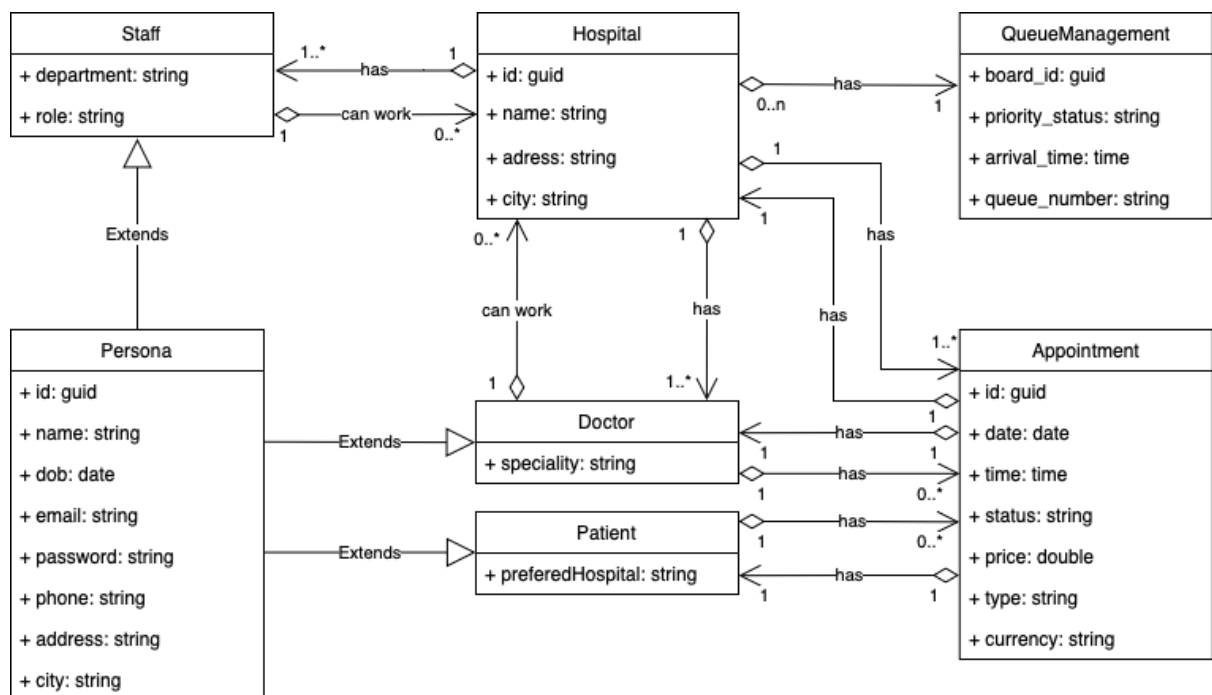 Staff
+ department: string
+ role: string
Hospital
+ id: guid
+ name: string
+ adress: string
+ city: string
QueueManagement
+ board_id: guid
+ priority_status: string
+ arrival_time: time
+ queue_number: string
1..*
has
1
1
can work
0..*
has
0..n
1
1
has
1..*
1
has
1
Extends
0..*
can work
1
1
has
1..*
Persona
+ id: guid
+ name: string
+ dob: date
+ email: string
+ password: string
+ phone: string
+ address: string
+ city: string
Extends
Extends
Doctor
+ speciality: string
Patient
+ preferedHospital: string
1
has
1
1
has
0..*
1
has
0..*
1
has
1
Appointment
+ id: guid
+ date: date
+ time: time
+ status: string
+ price: double
+ type: string
+ currency: string